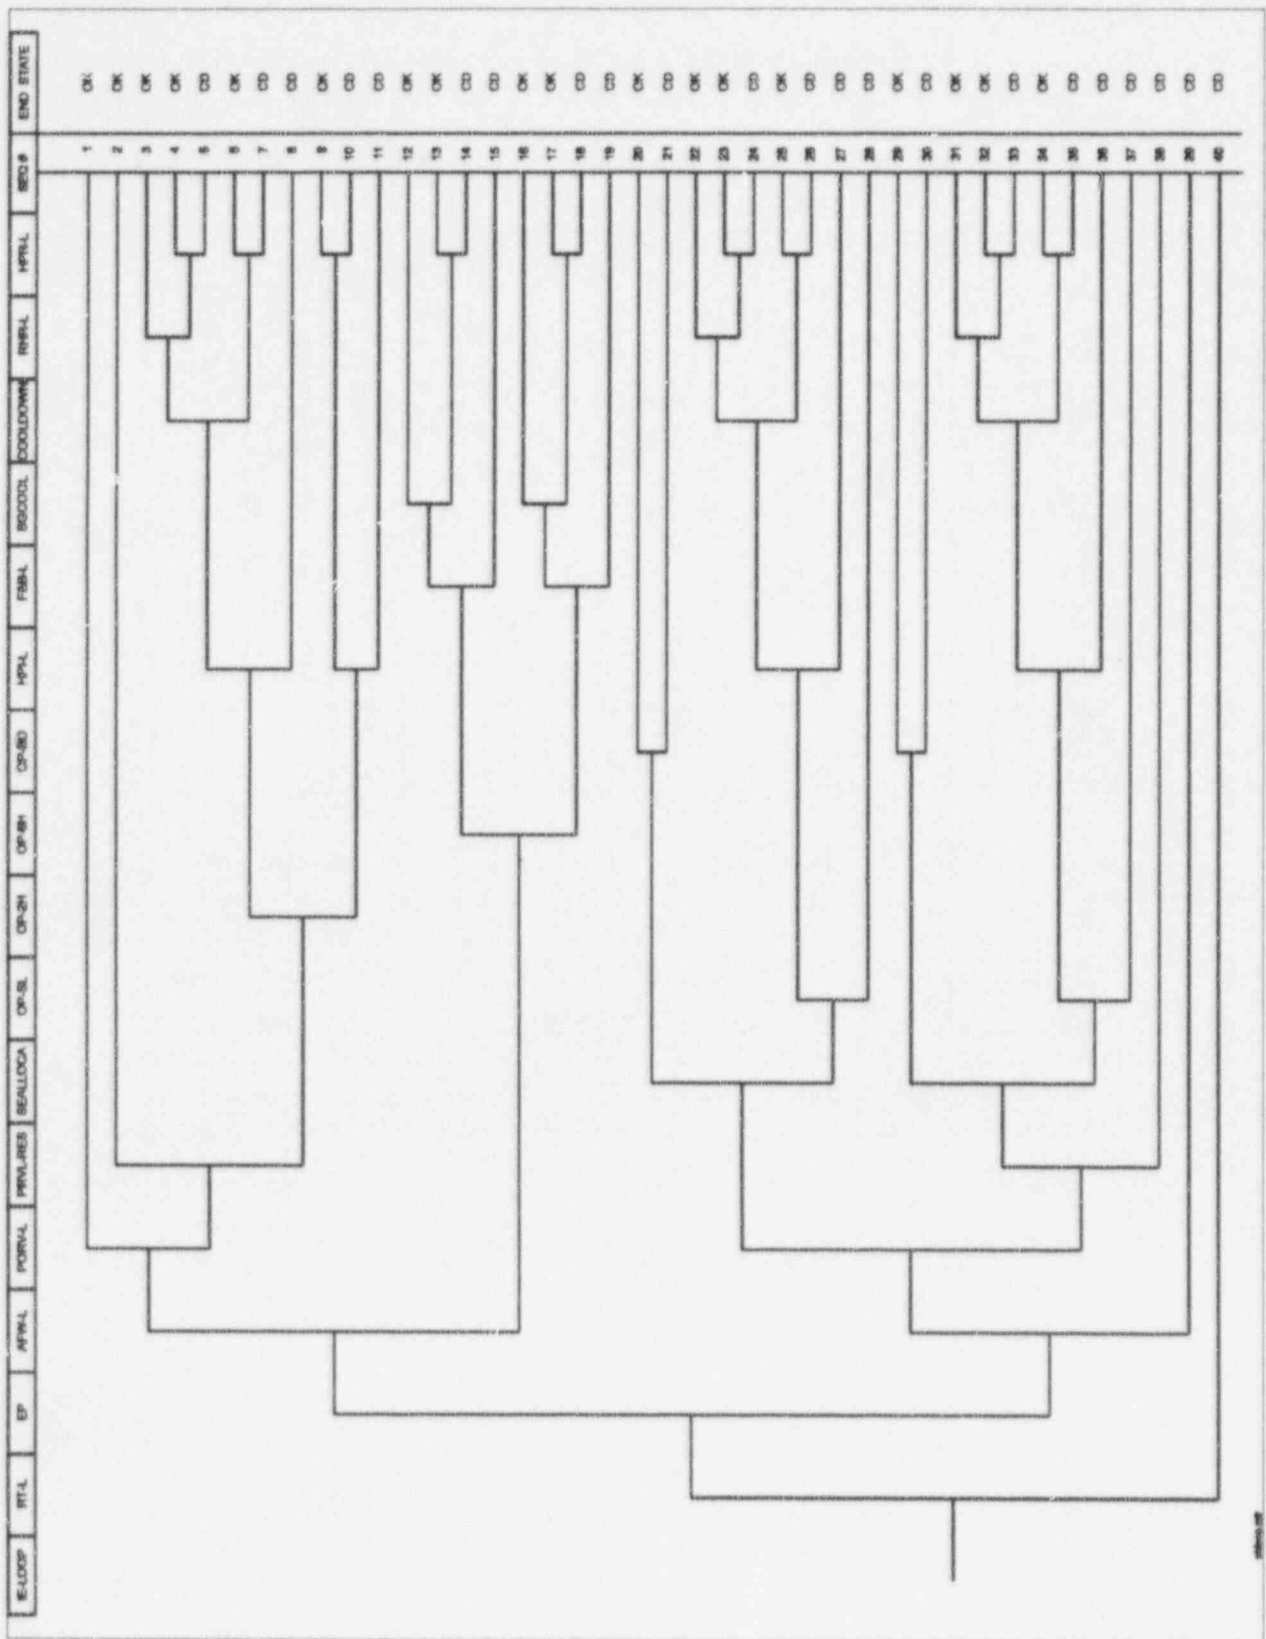 IE-LOOP RT-L EP AFW-L PORV-L PRVL-RES SEALLOCA OP-SL OP-2H OP-6H OP-BD HPI-L F&B-L SGCOOL COOLDOWN RHR-L HPR-L SEQ # END STATE
1 OK
2 OK
3 OK
4 OK
5 CD
6 OK
7 CD
8 CD
9 OK
10 CD
11 CD
12 OK
13 OK
14 CD
15 CD
16 OK
17 OK
18 CD
19 CD
20 OK
21 CD
22 OK
23 OK
24 CD
25 OK
26 CD
27 CD
28 CD
29 OK
30 CD
31 OK
32 OK
33 CD
34 OK
35 CD
36 CD
37 CD
38 CD
39 CD
40 CD